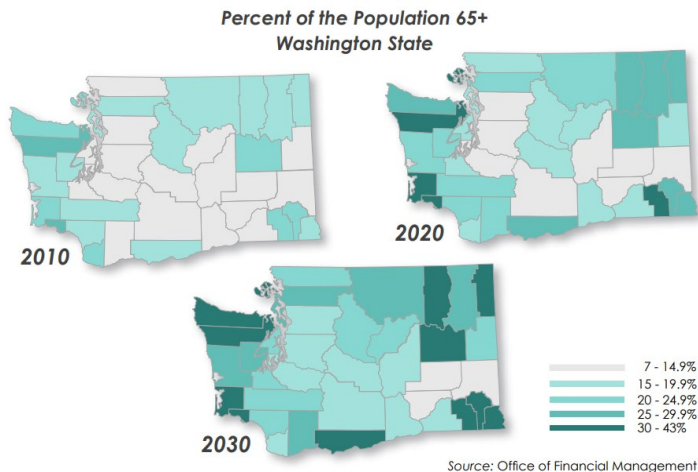 Percent of the Population 65+
Washington State
2010
2020
2030
7 - 14.9%
15 - 19.9%
20 - 24.9%
25 - 29.9%
30 - 43%
Source: Office of Financial Management